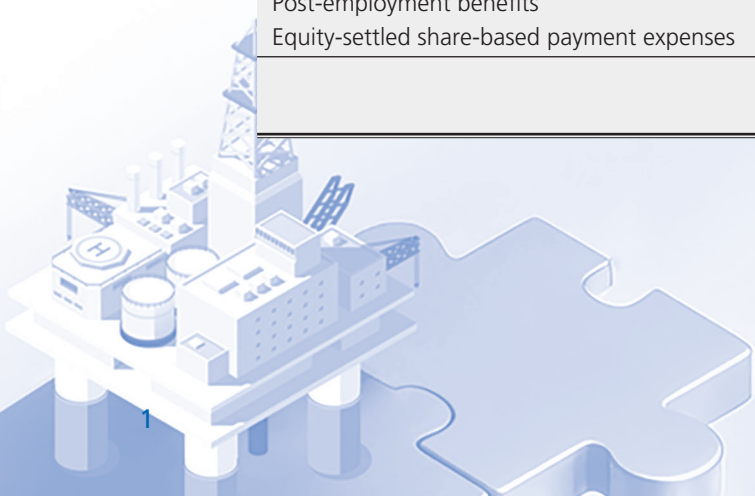 Post-employment benefits
Equity-settled share-based payment expenses
H
1